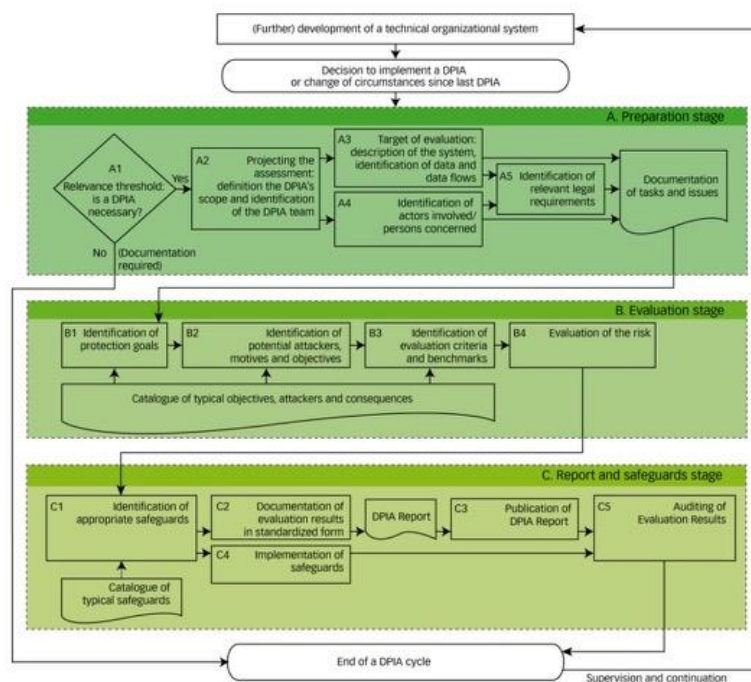 (Further) development of a technical organizational system
Decision to implement a DPIA
or change of circumstances since last DPIA
A. Preparation stage
A1
Relevance threshold:
is a DPIA
necessary?
Yes
No (Documentation
required)
A2
Projecting the
assessment:
definition the DPIA's
scope and identification
of the DPIA team
A3
Target of evaluation:
description of the system,
identification of data and
data flows
A4
Identification of
actors involved/
persons concerned
A5
Identification of
relevant legal
requirements
Documentation
of tasks and issues
B. Evaluation stage
B1
Identification of
protection goals
B2
Identification of
potential attackers,
motives and objectives
B3
Identification of
evaluation criteria
and benchmarks
B4
Evaluation of the risk
Catalogue of typical objectives, attackers and consequences
C. Report and safeguards stage
C1
Identification of
appropriate safeguards
C2
Documentation of
evaluation results
in standardized form
DPIA Report
C3
Publication of
DPIA Report
C5
Auditing of
Evaluation Results
C4
Implementation of
safeguards
Catalogue of
typical safeguards
End of a DPIA cycle
Supervision and continuation